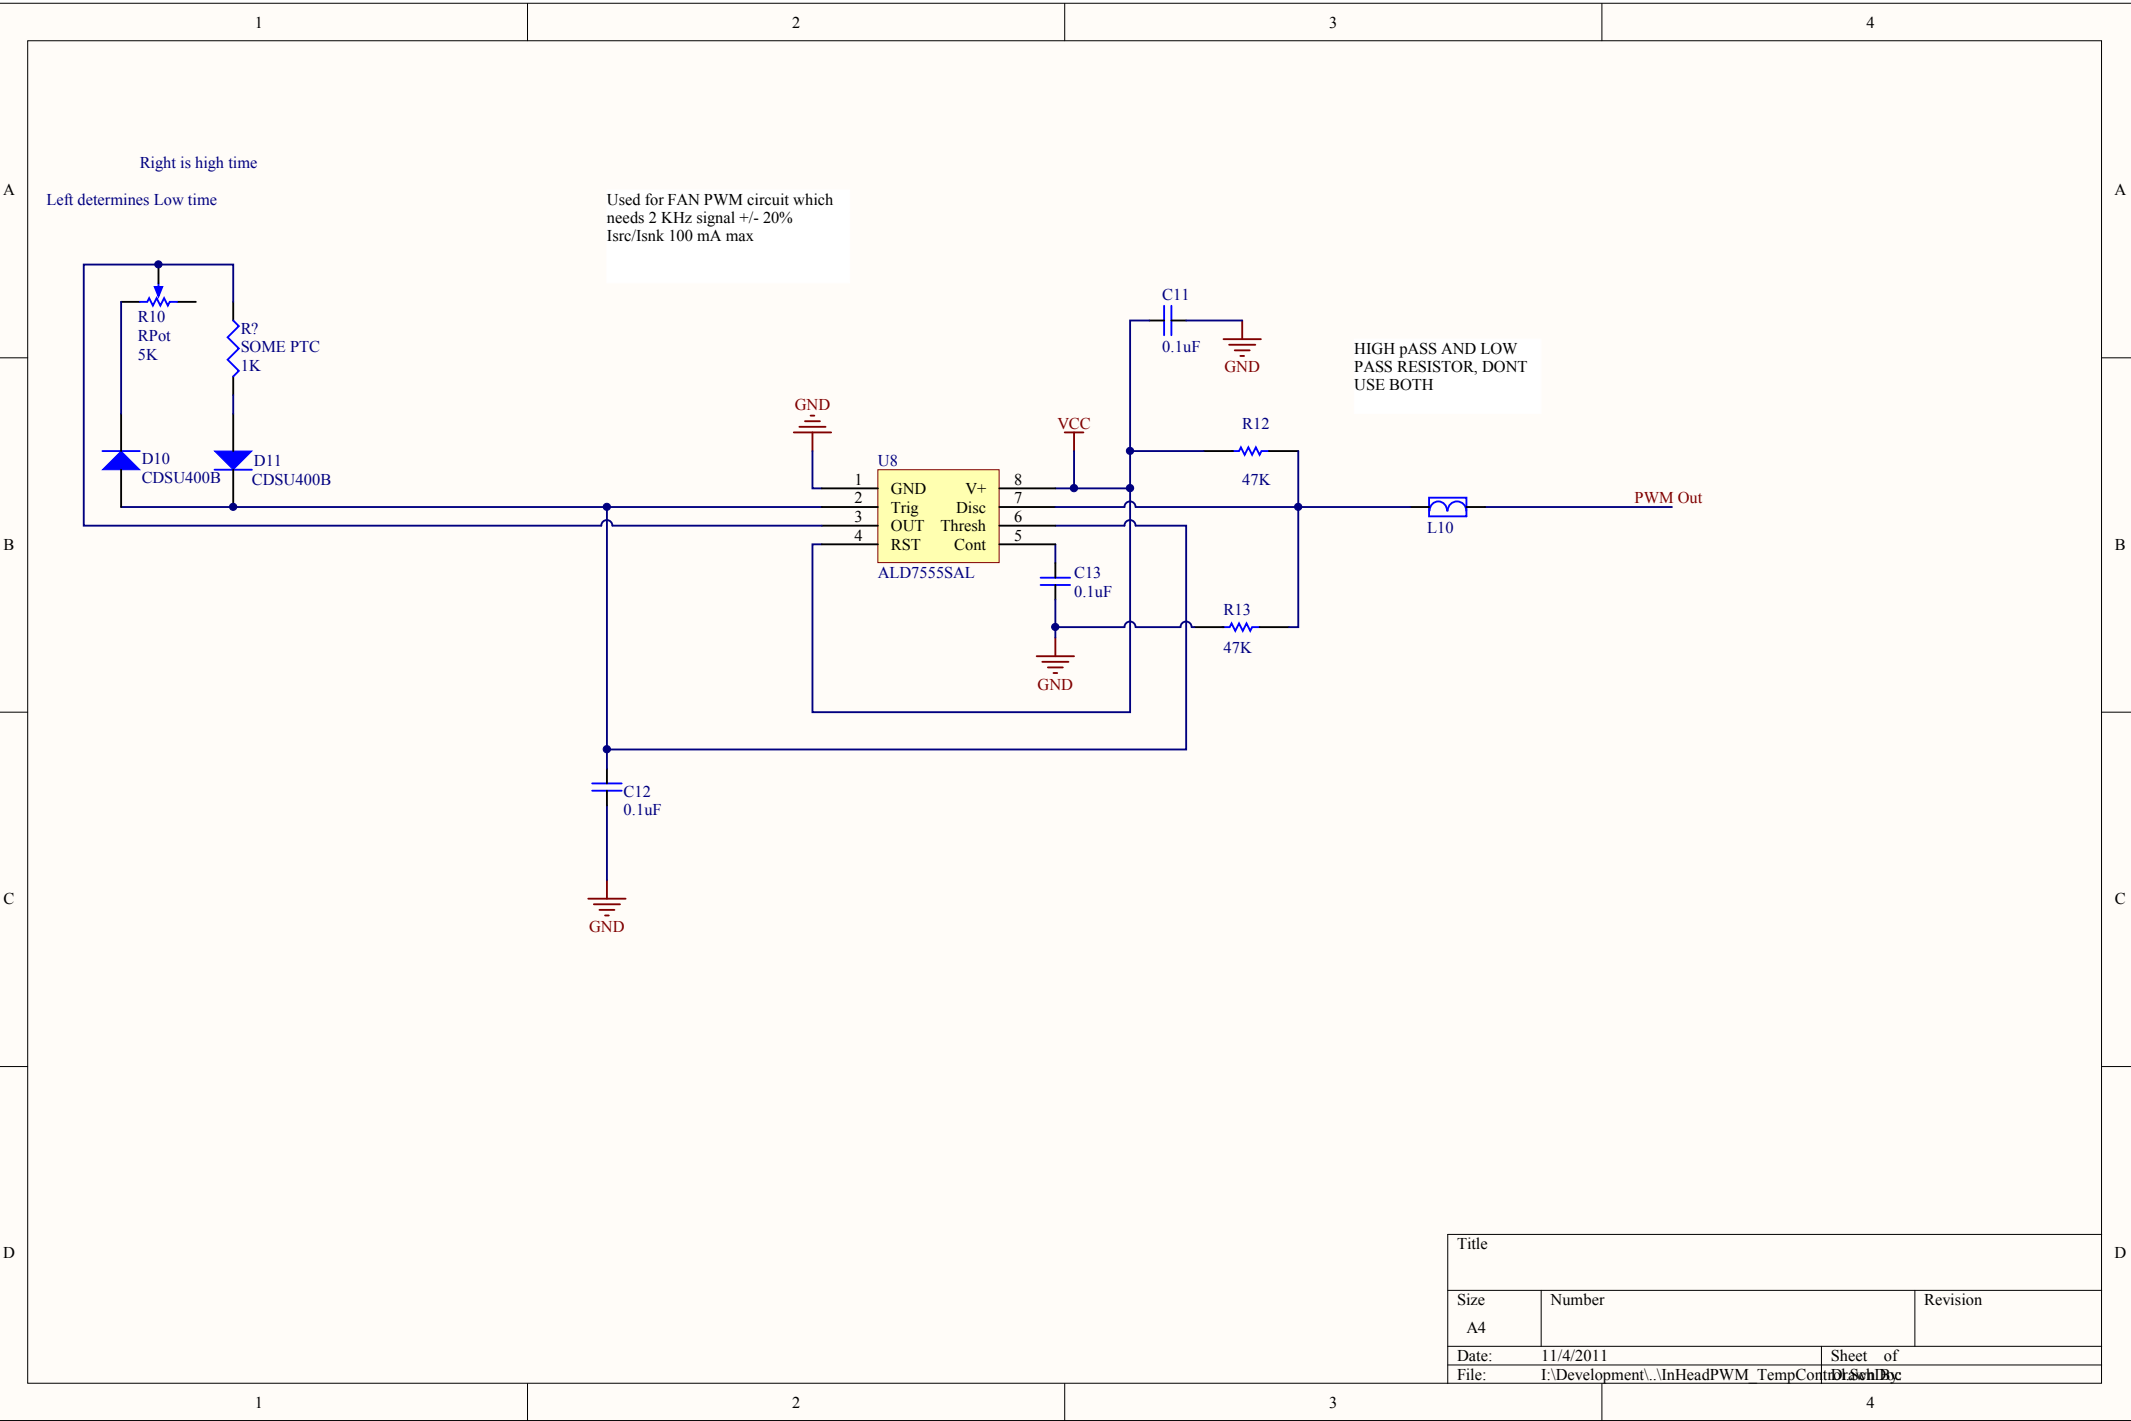 1
2
3
4
A
A
Right is high time
Left determines Low time
Used for FAN PWM circuit which
needs 2 KHz signal +/- 20%
Isrc/Isnk 100 mA max
R10
RPot
5K
R?
SOME PTC
1K
C11
0.1uF
GND
HIGH pASS AND LOW
PASS RESISTOR, DONT
USE BOTH
GND
VCC
R12
47K
D10
CDSU400B
D11
CDSU400B
U8
1
2
3
4
GND
Trig
OUT
RST
V+
Disc
Thresh
Cont
8
7
6
5
ALD7555SAL
PWM Out
L10
B
B
C13
0.1uF
R13
47K
GND
C12
0.1uF
GND
C
C
D
D
Title
Size
Number
Revision
A4
Date:
11/4/2011
Sheet of
File:
I:\Development\..\InHeadPWM_TempControl.SchDoc
Drawn By:
1
2
3
4